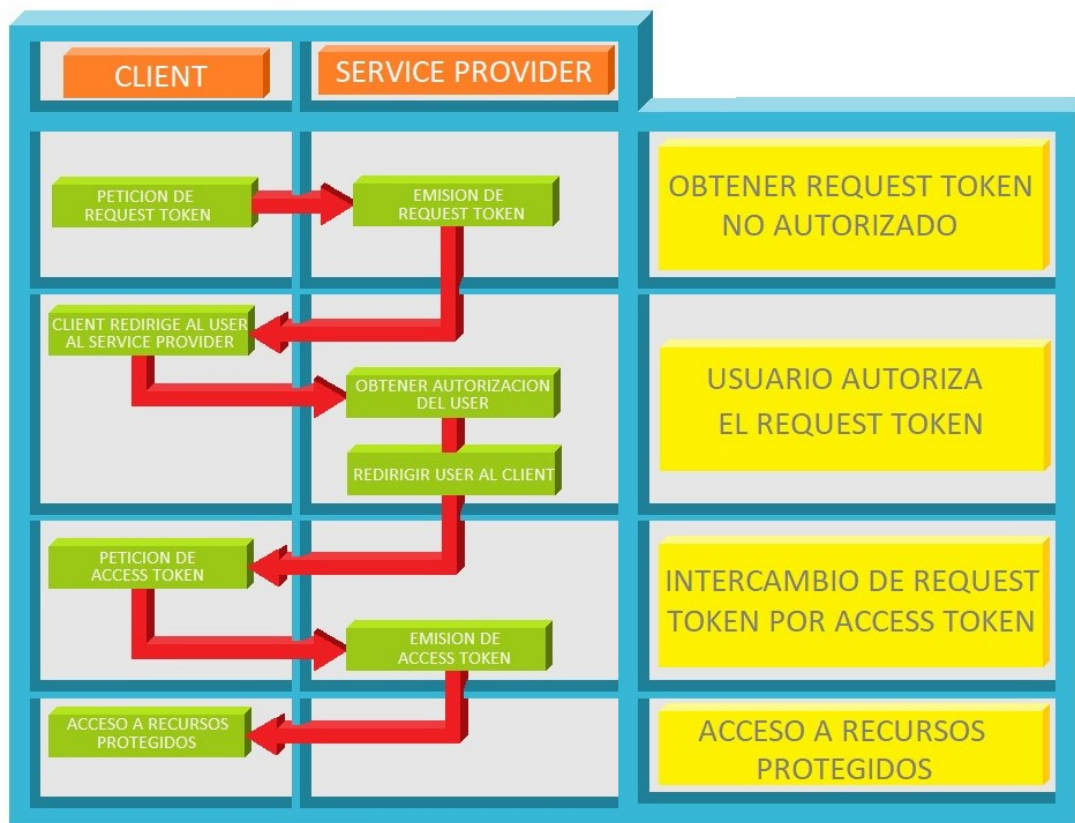 CLIENT
SERVICE PROVIDER
PETICION DE
REQUEST TOKEN
EMISION DE
REQUEST TOKEN
OBTENER REQUEST TOKEN
NO AUTORIZADO
CLIENT REDIRIGE AL USER
AL SERVICE PROVIDER
OBTENER AUTORIZACION
DEL USER
REDIRIGIR USER AL CLIENT
USUARIO AUTORIZA
EL REQUEST TOKEN
PETICION DE
ACCESS TOKEN
EMISION DE
ACCESS TOKEN
INTERCAMBIO DE REQUEST
TOKEN POR ACCESS TOKEN
ACCESO A RECURSOS
PROTEGIDOS
ACCESO A RECURSOS
PROTEGIDOS